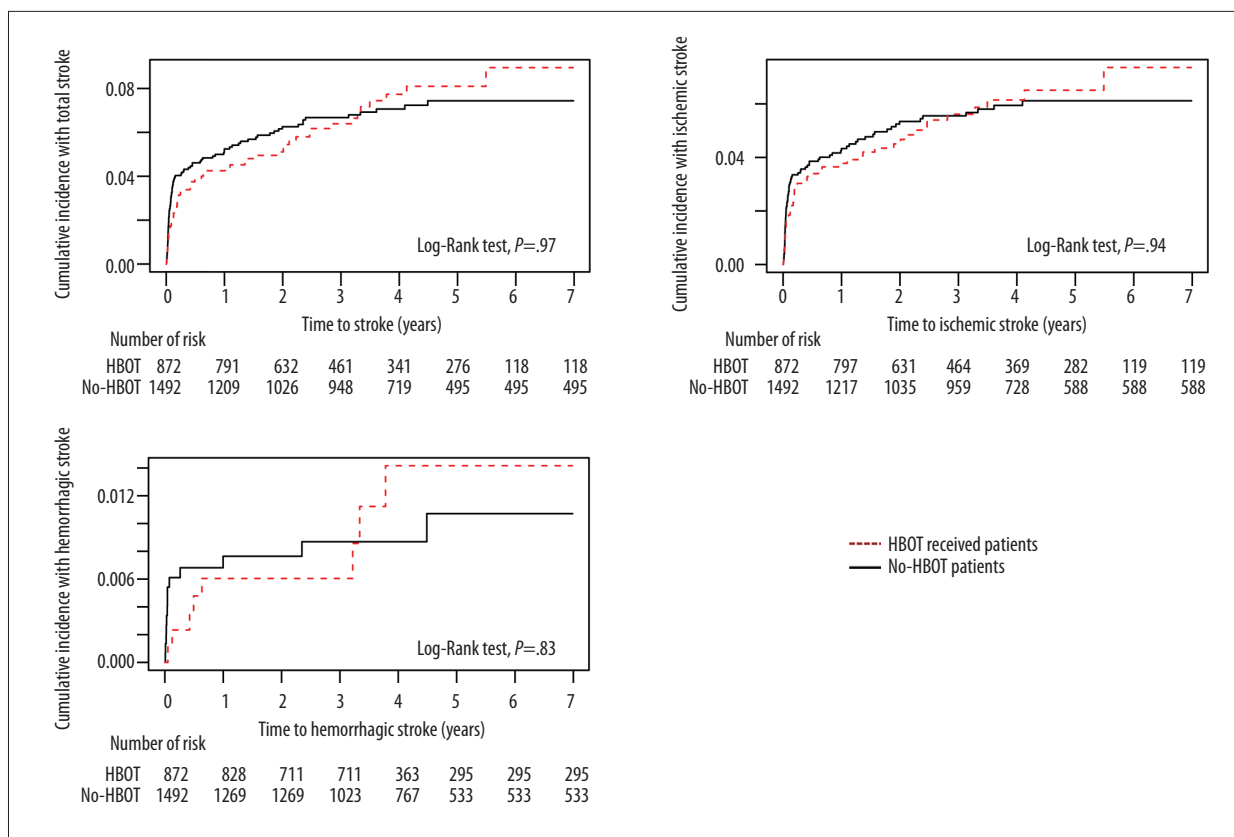 Cumulative incidence with total stroke
0.08
0.04
0.00
Log-Rank test, P=.97
0 1 2 3 4 5 6 7
Time to stroke (years)
Number of risk
HBOT 872 791 632 461 341 276 118 118
No-HBOT 1492 1209 1026 948 719 495 495 495
Cumulative incidence with ischemic stroke
0.04
0.00
Log-Rank test, P=.94
0 1 2 3 4 5 6 7
Time to ischemic stroke (years)
Number of risk
HBOT 872 797 631 464 369 282 119 119
No-HBOT 1492 1217 1035 959 728 588 588 588
Cumulative incidence with hemorrhagic stroke
0.012
0.006
0.000
Log-Rank test, P=.83
0 1 2 3 4 5 6 7
Time to hemorrhagic stroke (years)
Number of risk
HBOT 872 828 711 711 363 295 295 295
No-HBOT 1492 1269 1269 1023 767 533 533 533
HBOT received patients
No-HBOT patients